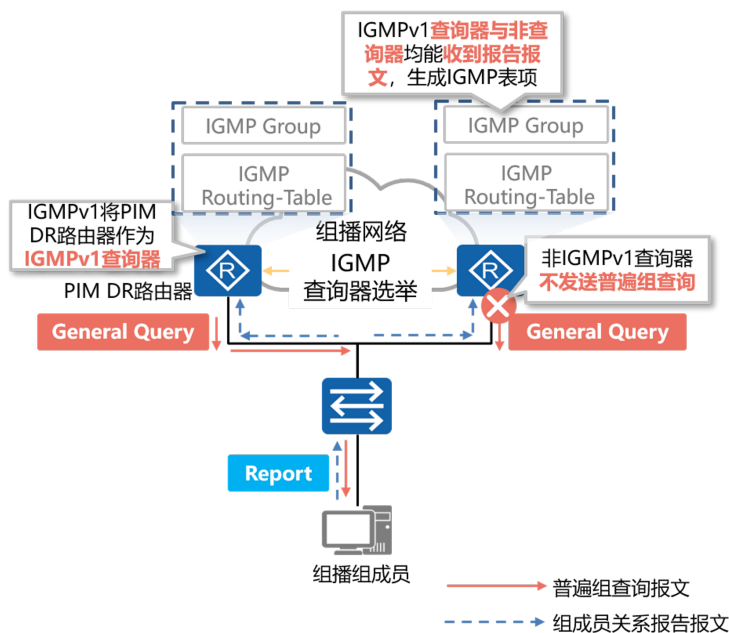 IGMPv1查询器与非查
询器均能收到报告报
文，生成IGMP表项
IGMP Group
IGMP Group
IGMP
Routing-Table
IGMP
Routing-Table
IGMPv1将PIM
DR路由器作为
IGMPv1查询器
组播网络
IGMP
查询器选举
非IGMPv1查询器
不发送普遍组查询
R
R
PIM DR路由器
General Query
General Query
Report
组播组成员
普遍组查询报文
组成员关系报告报文